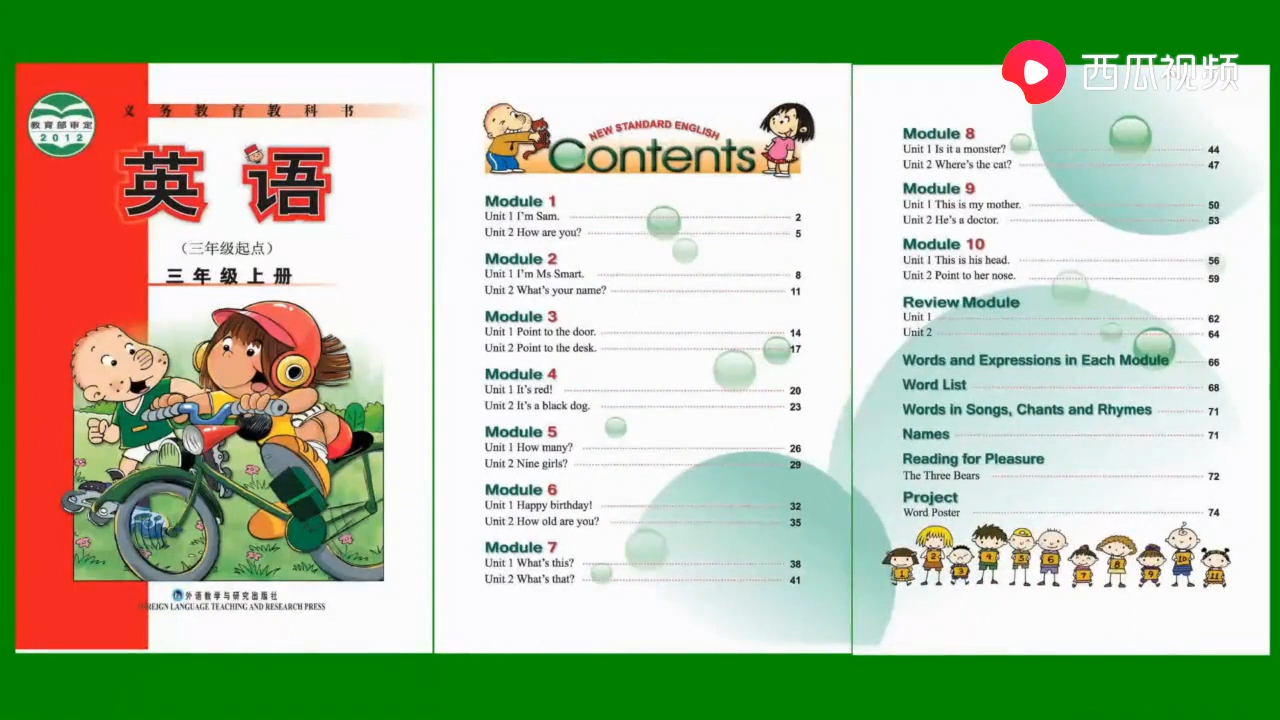 西瓜视频
义务教育教科书
教育部审定
2012
英语
（三年级起点）
三年级上册
外语教学与研究出版社
FOREIGN LANGUAGE TEACHING AND RESEARCH PRESS
NEW STANDARD ENGLISH
Contents
Module 1
Unit 1 I'm Sam. 2
Unit 2 How are you? 5
Module 2
Unit 1 I'm Ms Smart. 8
Unit 2 What's your name? 11
Module 3
Unit 1 Point to the door. 14
Unit 2 Point to the desk. 17
Module 4
Unit 1 It's red! 20
Unit 2 It's a black dog. 23
Module 5
Unit 1 How many? 26
Unit 2 Nine girls? 29
Module 6
Unit 1 Happy birthday! 32
Unit 2 How old are you? 35
Module 7
Unit 1 What's this? 38
Unit 2 What's that? 41
Module 8
Unit 1 Is it a monster? 44
Unit 2 Where's the cat? 47
Module 9
Unit 1 This is my mother. 50
Unit 2 He's a doctor. 53
Module 10
Unit 1 This is his head. 56
Unit 2 Point to her nose. 59
Review Module
Unit 1 62
Unit 2 64
Words and Expressions in Each Module 66
Word List 68
Words in Songs, Chants and Rhymes 71
Names 71
Reading for Pleasure
The Three Bears 72
Project
Word Poster 74
1 2 3 4 5 6 7 8 9 10 11